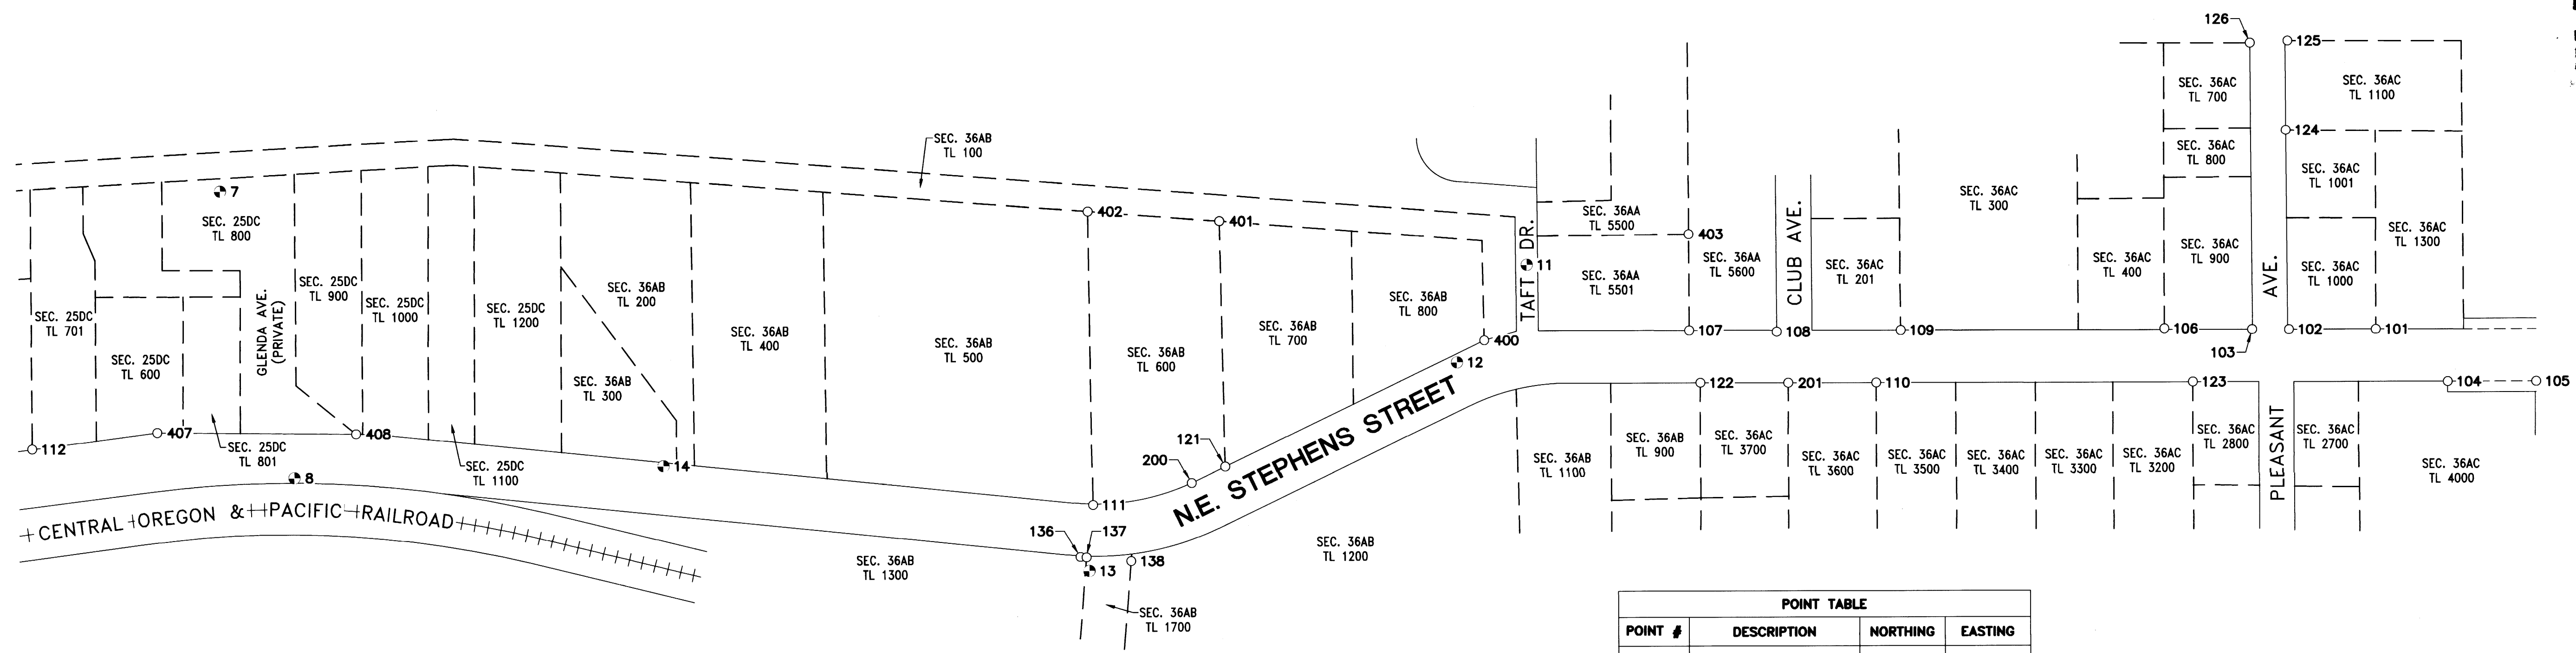 126
125
SEC. 36AC
TL 700
SEC. 36AC
TL 1100
124
SEC. 36AB
TL 100
SEC. 36AC
TL 800
SEC. 36AC
TL 1001
7
SEC. 25DC
TL 800
402
401
SEC. 36AA
TL 5500
403
SEC. 36AC
TL 300
SEC. 36AC
TL 1300
TAFT DR.
11
SEC. 36AA
TL 5501
SEC. 36AA
TL 5600
CLUB AVE.
SEC. 36AC
TL 201
SEC. 36AC
TL 400
SEC. 36AC
TL 900
AVE.
SEC. 36AC
TL 1000
SEC. 25DC
TL 701
SEC. 25DC
TL 600
GLENDA AVE.
(PRIVATE)
SEC. 25DC
TL 900
SEC. 25DC
TL 1000
SEC. 25DC
TL 1200
SEC. 36AB
TL 200
SEC. 36AB
TL 300
SEC. 36AB
TL 400
SEC. 36AB
TL 500
SEC. 36AB
TL 600
SEC. 36AB
TL 700
SEC. 36AB
TL 800
400
12
107
108
109
106
103
102
101
122
201
110
123
104
105
112
407
408
SEC. 25DC
TL 801
8
SEC. 25DC
TL 1100
14
121
200
111
N.E. STEPHENS STREET
SEC. 36AB
TL 1100
SEC. 36AB
TL 900
SEC. 36AC
TL 3700
SEC. 36AC
TL 3600
SEC. 36AC
TL 3500
SEC. 36AC
TL 3400
SEC. 36AC
TL 3300
SEC. 36AC
TL 3200
SEC. 36AC
TL 2800
PLEASANT
SEC. 36AC
TL 2700
SEC. 36AC
TL 4000
CENTRAL OREGON & PACIFIC RAILROAD
136
137
13
138
SEC. 36AB
TL 1300
SEC. 36AB
TL 1200
SEC. 36AB
TL 1700
POINT TABLE
POINT # DESCRIPTION NORTHING EASTING